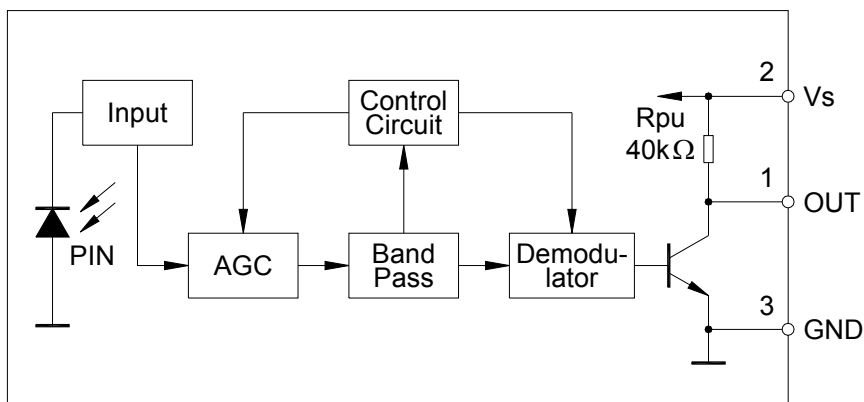 2
Vs
Input
Control
Circuit
Rpu
40kΩ
1
OUT
PIN
AGC
Band
Pass
Demodu-
lator
3
GND